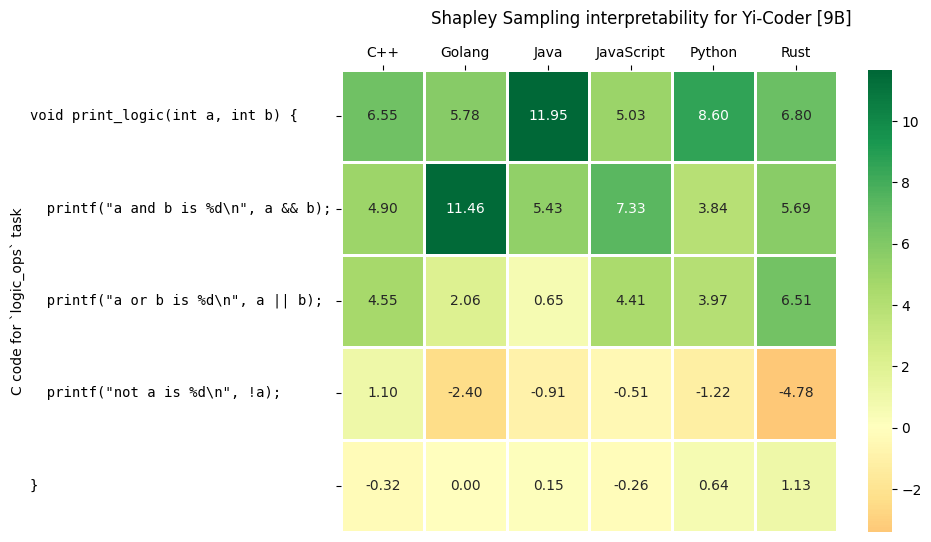 Shapley Sampling interpretability for Yi-Coder [9B]
C++ Golang Java JavaScript Python Rust
void print_logic(int a, int b) { 6.55 5.78 11.95 5.03 8.60 6.80
printf("a and b is %d\n", a && b); 4.90 11.46 5.43 7.33 3.84 5.69
printf("a or b is %d\n", a || b); 4.55 2.06 0.65 4.41 3.97 6.51
printf("not a is %d\n", !a); 1.10 -2.40 -0.91 -0.51 -1.22 -4.78
} -0.32 0.00 0.15 -0.26 0.64 1.13
C code for `logic_ops` task
10
8
6
4
2
0
−2